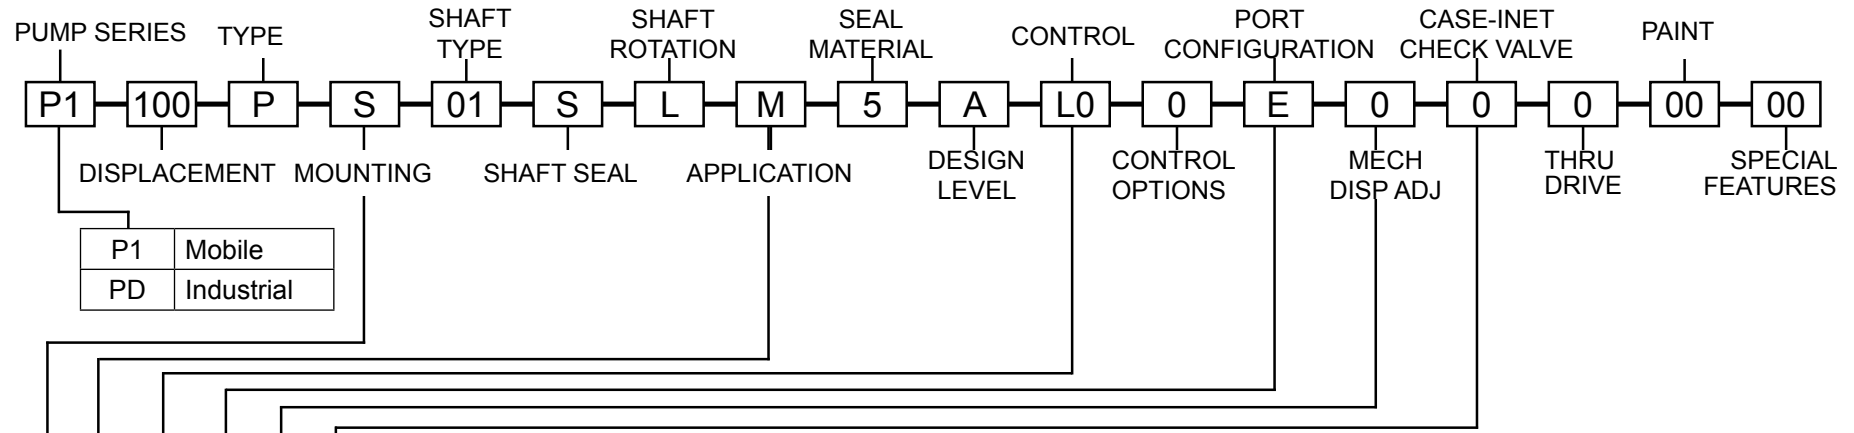 PUMP SERIES
TYPE
SHAFT
TYPE
SHAFT
ROTATION
SEAL
MATERIAL
CONTROL
PORT
CONFIGURATION
CASE-INET
CHECK VALVE
PAINT
P1 100 P S 01 S L M 5 A L0 0 E 0 0 0 00 00
DISPLACEMENT
MOUNTING
SHAFT SEAL
APPLICATION
DESIGN
LEVEL
CONTROL
OPTIONS
MECH
DISP ADJ
THRU
DRIVE
SPECIAL
FEATURES
P1 Mobile
PD Industrial